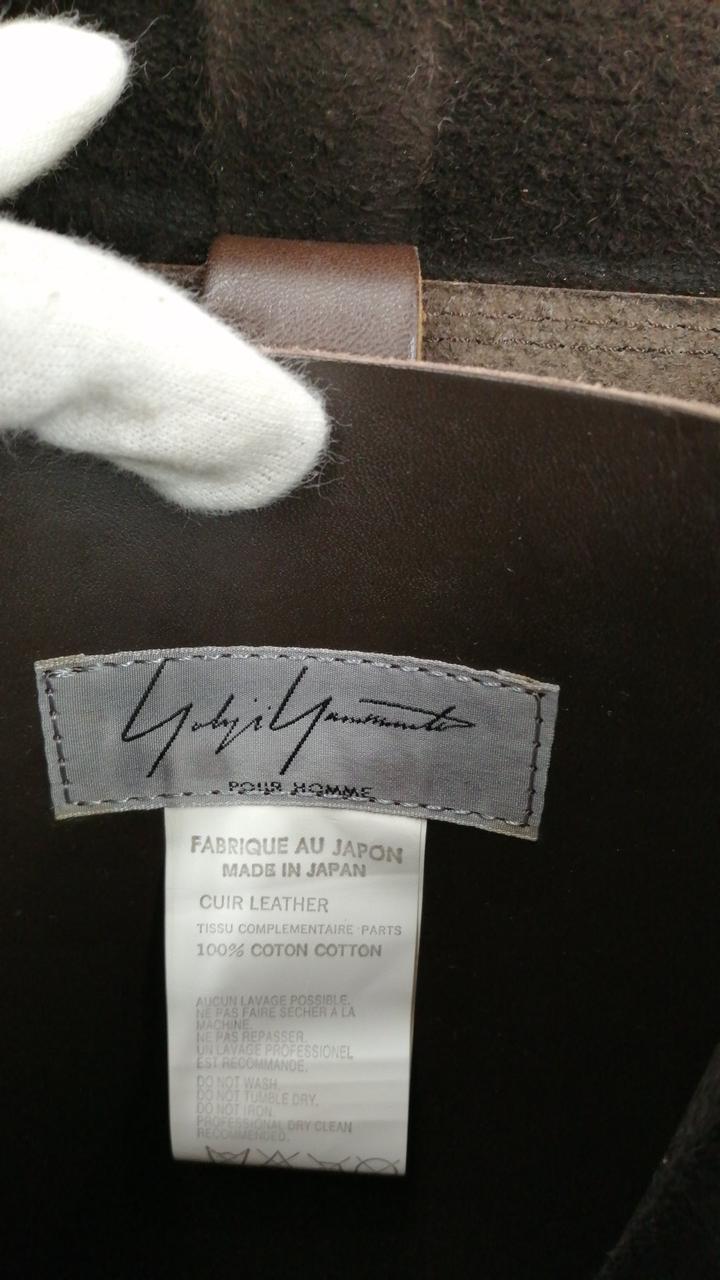 Yohji Yamamoto
POUR HOMME
FABRIQUE AU JAPON
MADE IN JAPAN
CUIR LEATHER
TISSU COMPLEMENTAIRE PARTS
100% COTON COTTON
AUCUN LAVAGE POSSIBLE.
NE PAS FAIRE SECHER A LA
MACHINE.
NE PAS REPASSER.
UN LAVAGE PROFESSIONEL
EST RECOMMANDE.
DO NOT WASH.
DO NOT TUMBLE DRY.
DO NOT IRON.
PROFESSIONAL DRY CLEAN
RECOMMENDED.